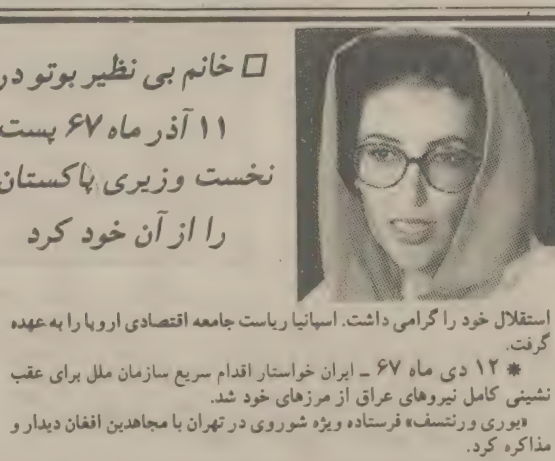 □ خانم بی نظیر بوتو در
۱۱ آذر ماه ۶۷ پست
نخست وزیری پاکستان
را از آن خود کرد
استقلال خود را گرامی داشت. اسپانیا ریاست جامعه اقتصادی اروپا را به عهده
گرفت.
* ۱۲ دی ماه ۶۷ ـ ایران خواستار اقدام سریع سازمان ملل برای عقب
نشینی کامل نیروهای عراق از مرزهای خود شد.
«یوری ورنتسف» فرستاده ویژه شوروی در تهران با مجاهدین افغان دیدار و
مذاکره کرد.